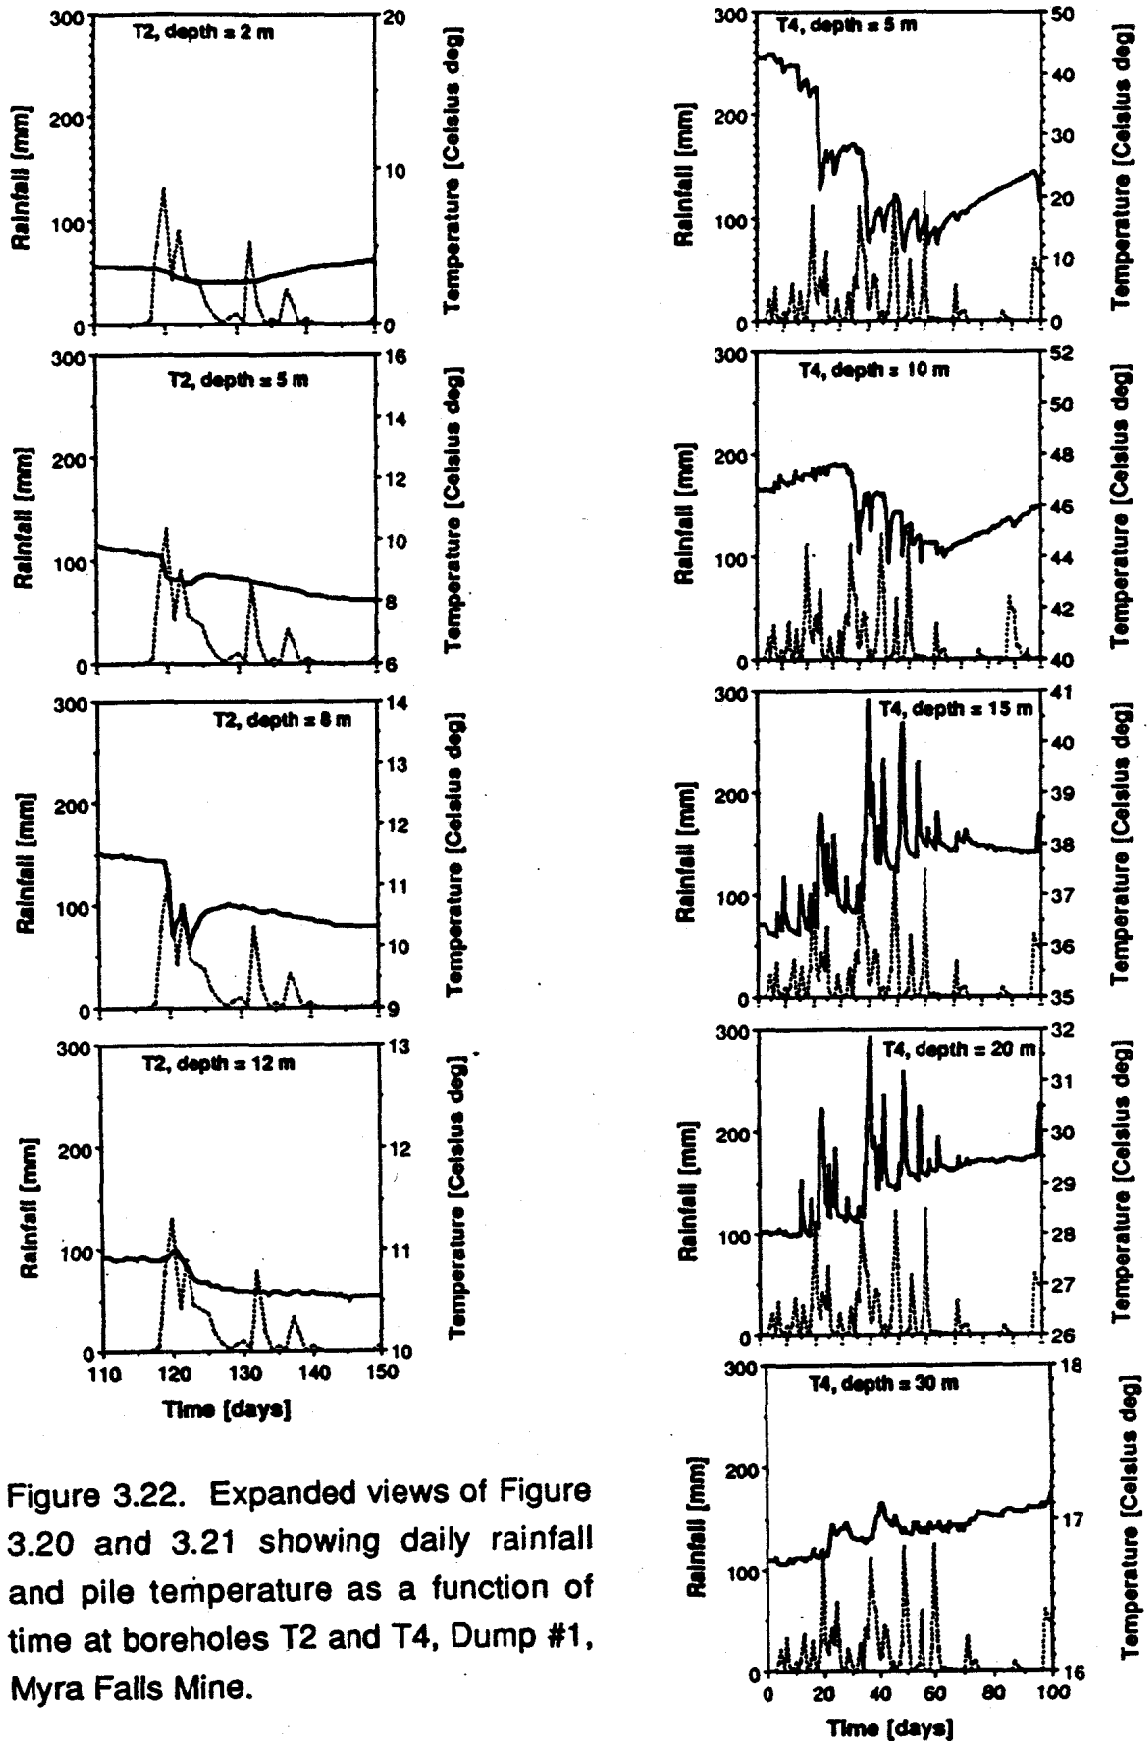 T2, depth = 2 m
300
200
100
0
20
10
0
Rainfall [mm]
Temperature [Celsius deg]
T2, depth = 5 m
300
200
100
0
16
14
12
10
8
6
Rainfall [mm]
Temperature [Celsius deg]
T2, depth = 8 m
300
200
100
0
14
13
12
11
10
9
Rainfall [mm]
Temperature [Celsius deg]
T2, depth = 12 m
300
200
100
0
13
12
11
10
Rainfall [mm]
Temperature [Celsius deg]
110 120 130 140 150
Time [days]
T4, depth = 5 m
300
200
100
0
50
40
30
20
10
0
Rainfall [mm]
Temperature [Celsius deg]
T4, depth = 10 m
300
200
100
0
52
50
48
46
44
42
40
Rainfall [mm]
Temperature [Celsius deg]
T4, depth = 15 m
300
200
100
0
41
40
39
38
37
36
35
Rainfall [mm]
Temperature [Celsius deg]
T4, depth = 20 m
300
200
100
0
32
31
30
29
28
27
26
Rainfall [mm]
Temperature [Celsius deg]
T4, depth = 30 m
300
200
100
0
18
17
16
Rainfall [mm]
Temperature [Celsius deg]
0 20 40 60 80 100
Time [days]
Figure 3.22. Expanded views of Figure
3.20 and 3.21 showing daily rainfall
and pile temperature as a function of
time at boreholes T2 and T4, Dump #1,
Myra Falls Mine.